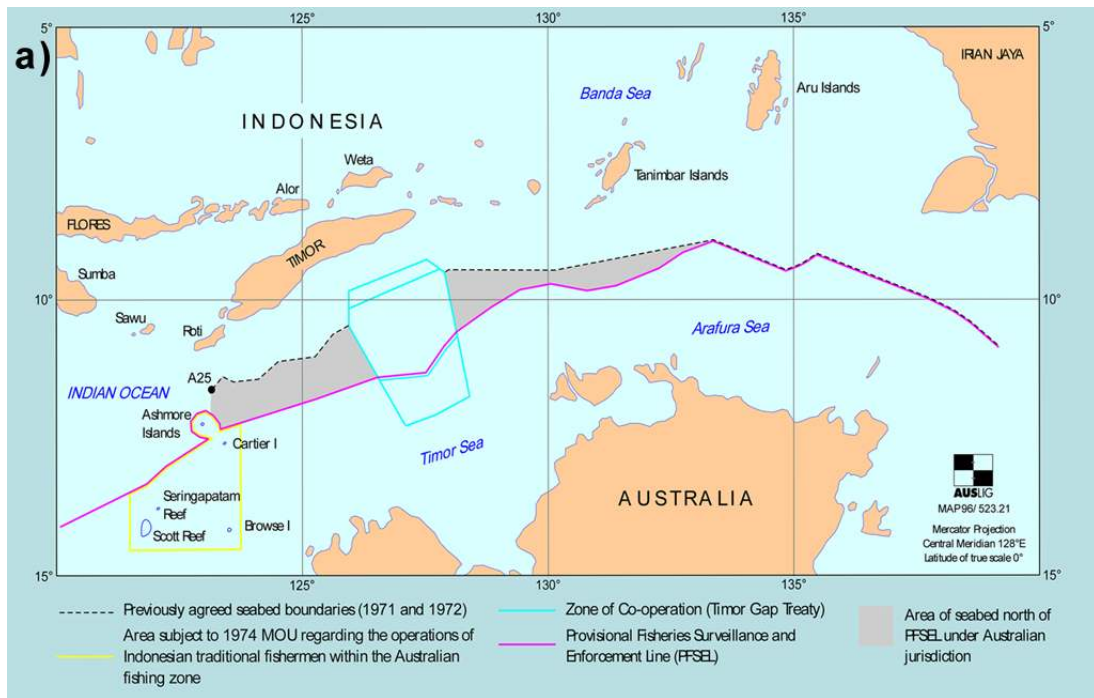 a)
125°
130°
135°
5°
5°
IRIAN JAYA
Banda Sea
Aru Islands
INDONESIA
Weta
Tanimbar Islands
Alor
FLORES
TIMOR
Sumba
10°
10°
Sawu
Roti
Arafura Sea
A25
INDIAN OCEAN
Ashmore
Islands
Cartier I
Timor Sea
Seringapatam
Reef
Scott Reef
Browse I
AUSTRALIA
AUSLIG
MAP 96/ 523.21
Mercator Projection
Central Meridian 128°E
Latitude of true scale 0°
15°
125°
130°
135°
15°
Previously agreed seabed boundaries (1971 and 1972)
Area subject to 1974 MOU regarding the operations of
Indonesian traditional fishermen within the Australian
fishing zone
Zone of Co-operation (Timor Gap Treaty)
Provisional Fisheries Surveillance and
Enforcement Line (PFSEL)
Area of seabed north of
PFSEL under Australian
jurisdiction